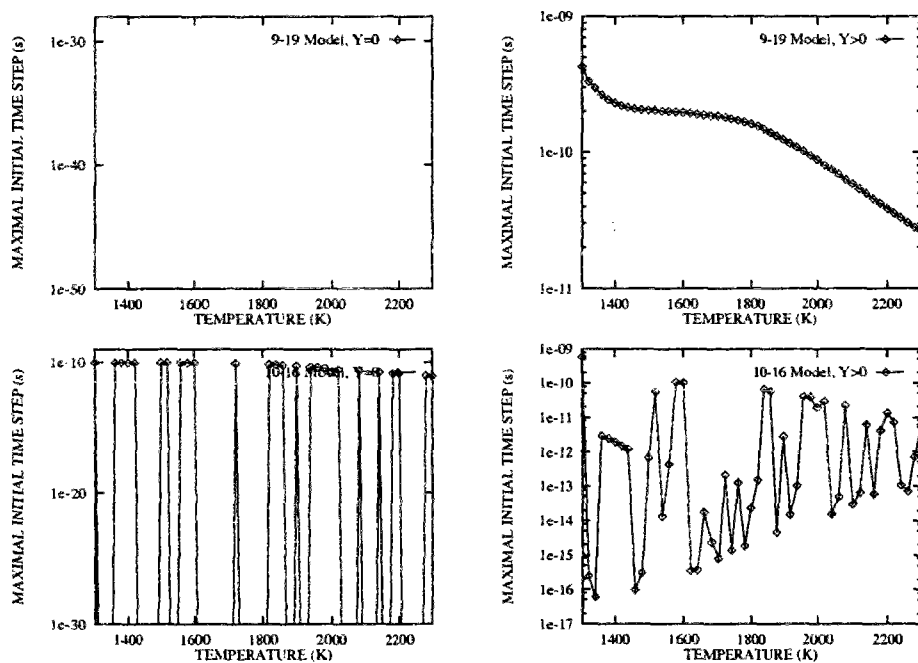 MAXIMAL INITIAL TIME STEP (s)
1e-30
1e-40
1e-50
9-19 Model, Y=0
1400 1600 1800 2000 2200
TEMPERATURE (K)
MAXIMAL INITIAL TIME STEP (s)
1e-09
1e-10
1e-11
9-19 Model, Y>0
1400 1600 1800 2000 2200
TEMPERATURE (K)
MAXIMAL INITIAL TIME STEP (s)
1e-10
1e-20
1e-30
10-16 Model, Y=0
1400 1600 1800 2000 2200
TEMPERATURE (K)
MAXIMAL INITIAL TIME STEP (s)
1e-09
1e-10
1e-11
1e-12
1e-13
1e-14
1e-15
1e-16
1e-17
10-16 Model, Y>0
1400 1600 1800 2000 2200
TEMPERATURE (K)